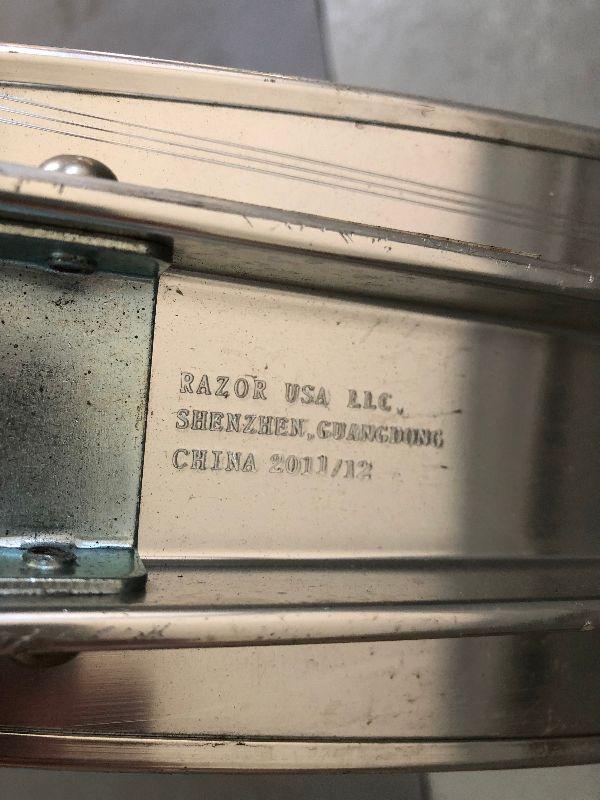 RAZOR USA LLC.
SHENZHEN,GUANGDONG
CHINA 2011/12